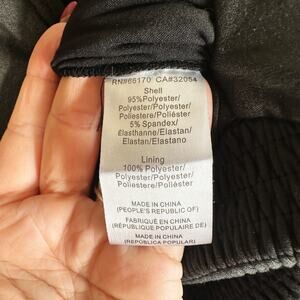 RN#66170 CA#32054
Shell
95%Polyester/
Polyester/Polyester/
Poliestere/Poliéster
5% Spandex/
Élasthanne/Elastan/
Elastan/Elastano
Lining
100% Polyester/
Polyester/Polyester/
Poliestere/Poliéster
MADE IN CHINA
(PEOPLE'S REPUBLIC OF)
FABRIQUÉ EN CHINA
(RÉPUBLIQUE POPULAIRE DE)
MADE IN CHINA
(REPÚBLICA POPULAR)